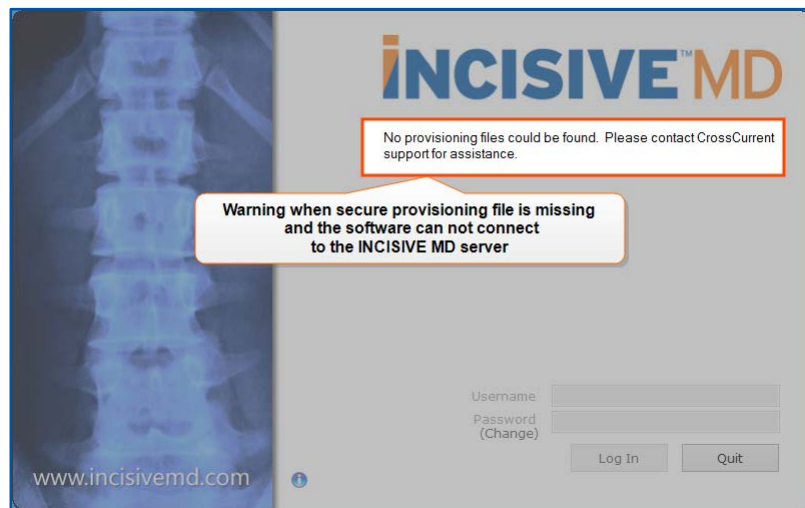 INCISIVE™MD
No provisioning files could be found.  Please contact CrossCurrent
support for assistance.
Warning when secure provisioning file is missing
and the software can not connect
to the INCISIVE MD server
Username
Password
(Change)
Log In Quit
www.incisivemd.com
i